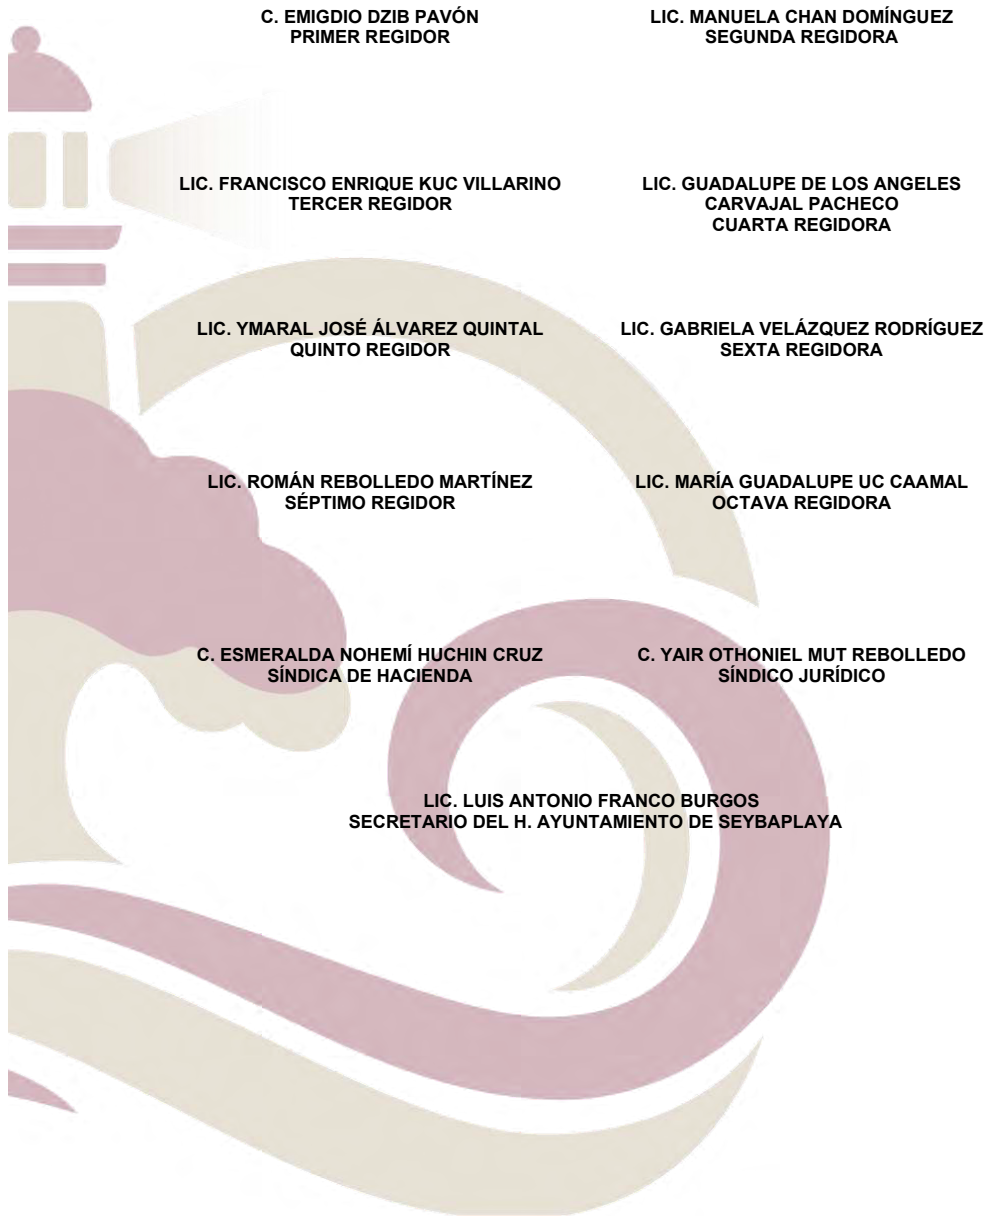 C. EMIGDIO DZIB PAVÓN
PRIMER REGIDOR
LIC. MANUELA CHAN DOMÍNGUEZ
SEGUNDA REGIDORA
LIC. FRANCISCO ENRIQUE KUC VILLARINO
TERCER REGIDOR
LIC. GUADALUPE DE LOS ANGELES
CARVAJAL PACHECO
CUARTA REGIDORA
LIC. YMARAL JOSÉ ÁLVAREZ QUINTAL
QUINTO REGIDOR
LIC. GABRIELA VELÁZQUEZ RODRÍGUEZ
SEXTA REGIDORA
LIC. ROMÁN REBOLLEDO MARTÍNEZ
SÉPTIMO REGIDOR
LIC. MARÍA GUADALUPE UC CAAMAL
OCTAVA REGIDORA
C. ESMERALDA NOHEMÍ HUCHIN CRUZ
SÍNDICA DE HACIENDA
C. YAIR OTHONIEL MUT REBOLLEDO
SÍNDICO JURÍDICO
LIC. LUIS ANTONIO FRANCO BURGOS
SECRETARIO DEL H. AYUNTAMIENTO DE SEYBAPLAYA